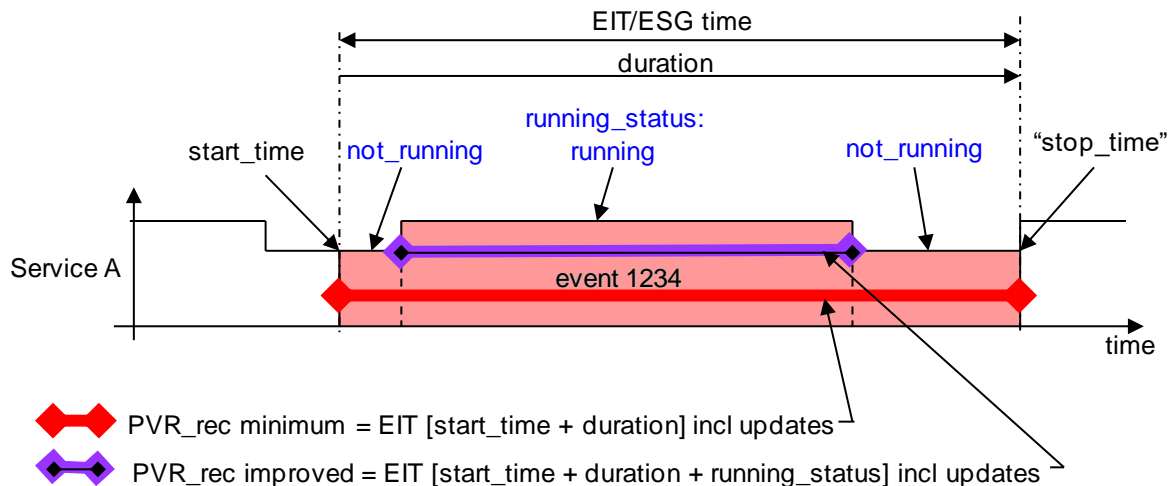 EIT/ESG time
duration
running_status:
running
start_time
not_running
not_running
“stop_time”
Service A
event 1234
time
PVR_rec minimum = EIT [start_time + duration] incl updates
PVR_rec improved = EIT [start_time + duration + running_status] incl updates